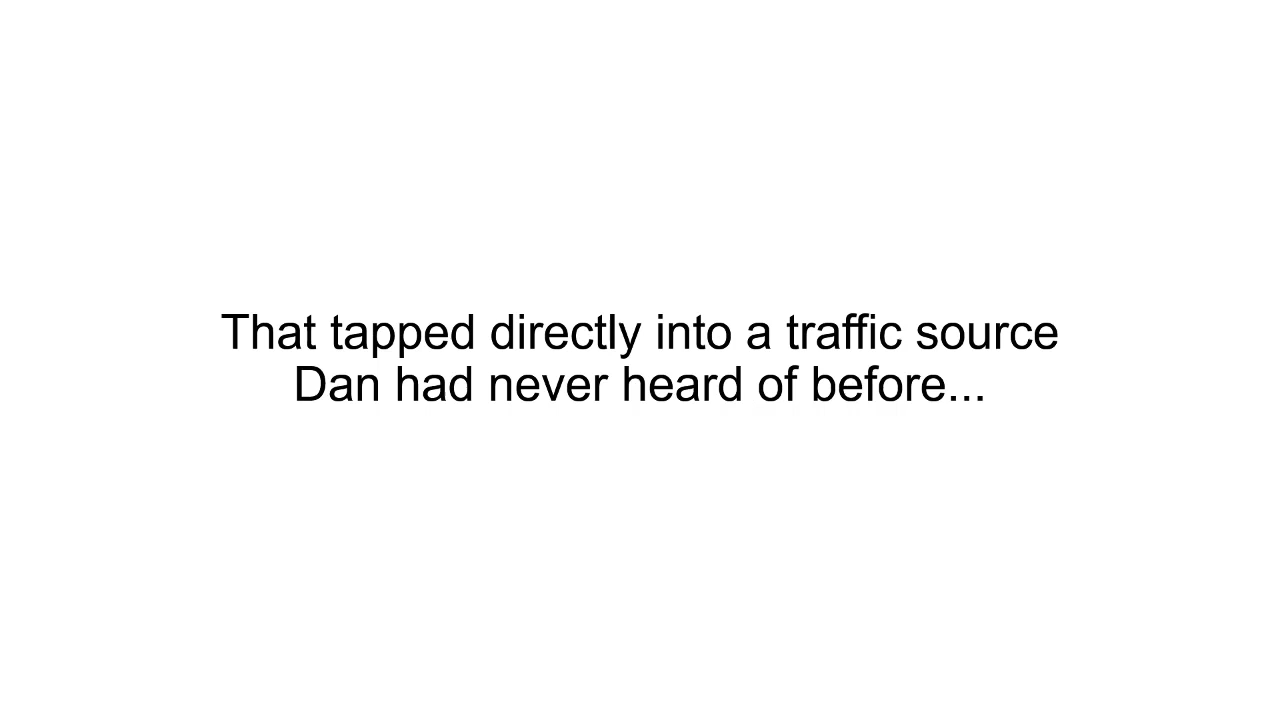 That tapped directly into a traffic source
Dan had never heard of before...